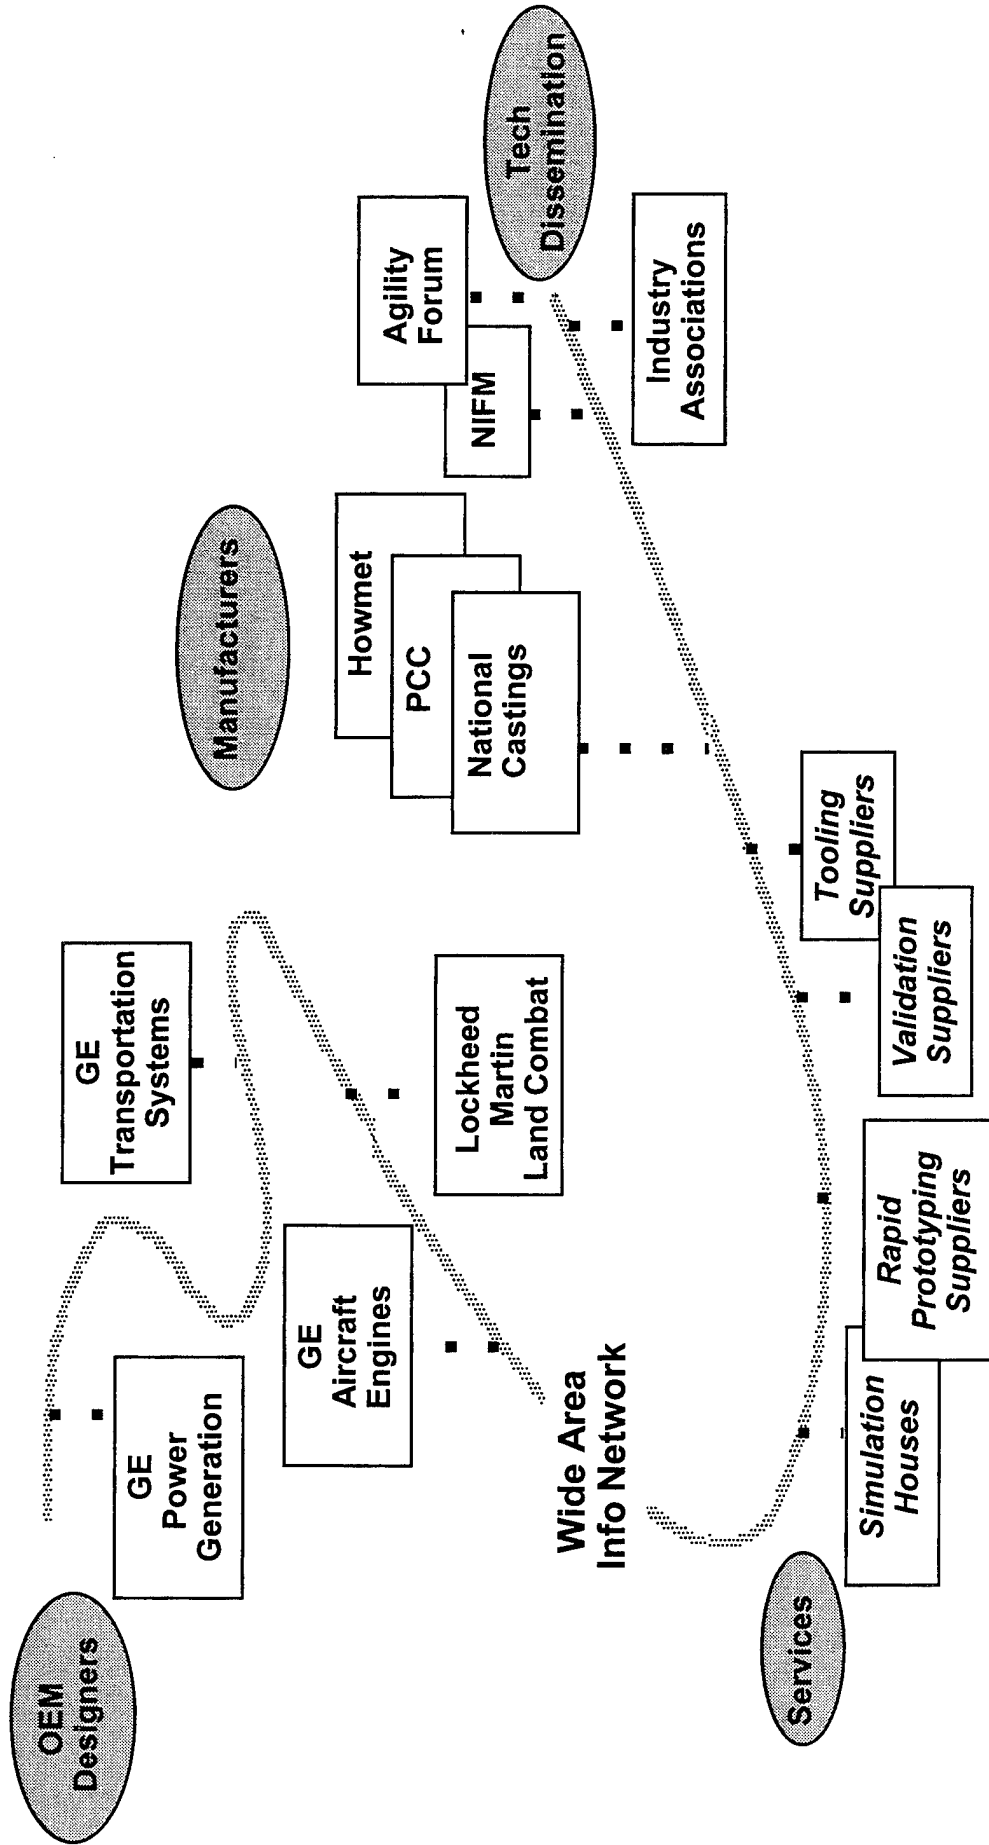 OEM
Designers
GE
Power
Generation
GE
Transportation
Systems
GE
Aircraft
Engines
Lockheed
Martin
Land Combat
Wide Area
Info Network
Manufacturers
Howmet
PCC
National
Castings
Agility
Forum
NIFM
Tech
Dissemination
Industry
Associations
Services
Simulation
Houses
Rapid
Prototyping
Suppliers
Validation
Suppliers
Tooling
Suppliers